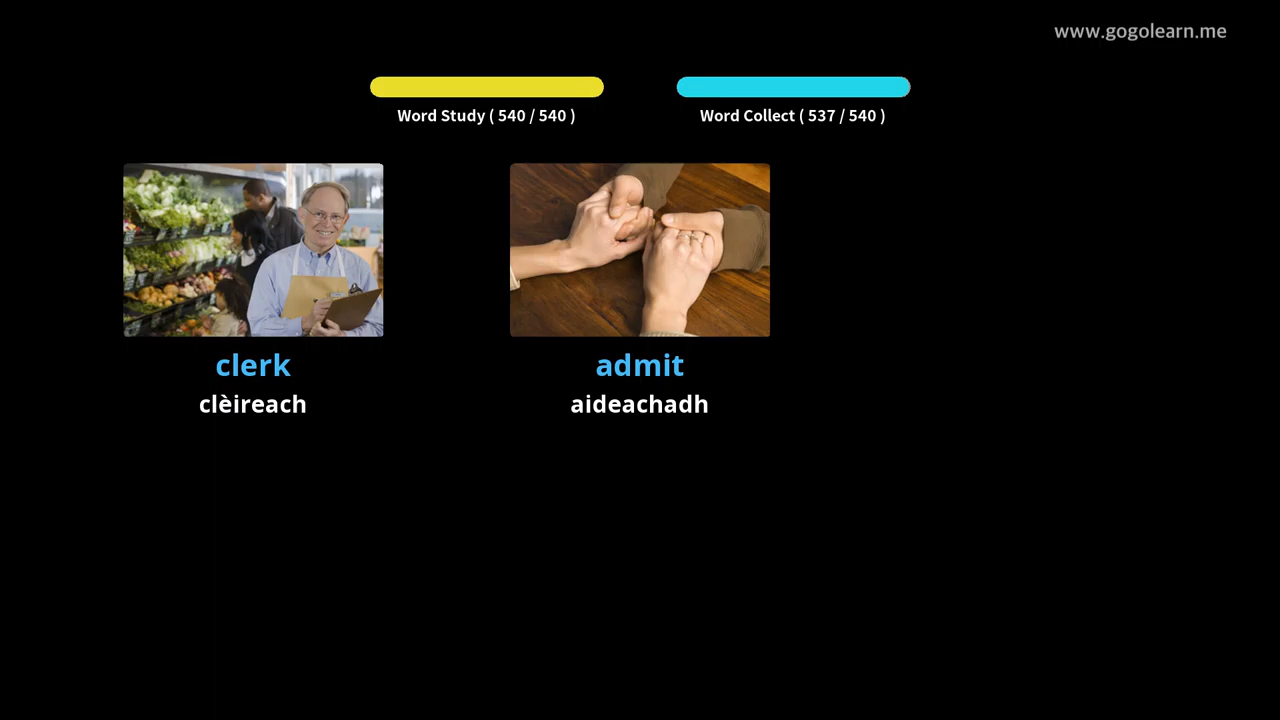 www.gogolearn.me
Word Study ( 540 / 540 )
Word Collect ( 537 / 540 )
clerk
clèireach
admit
aideachadh